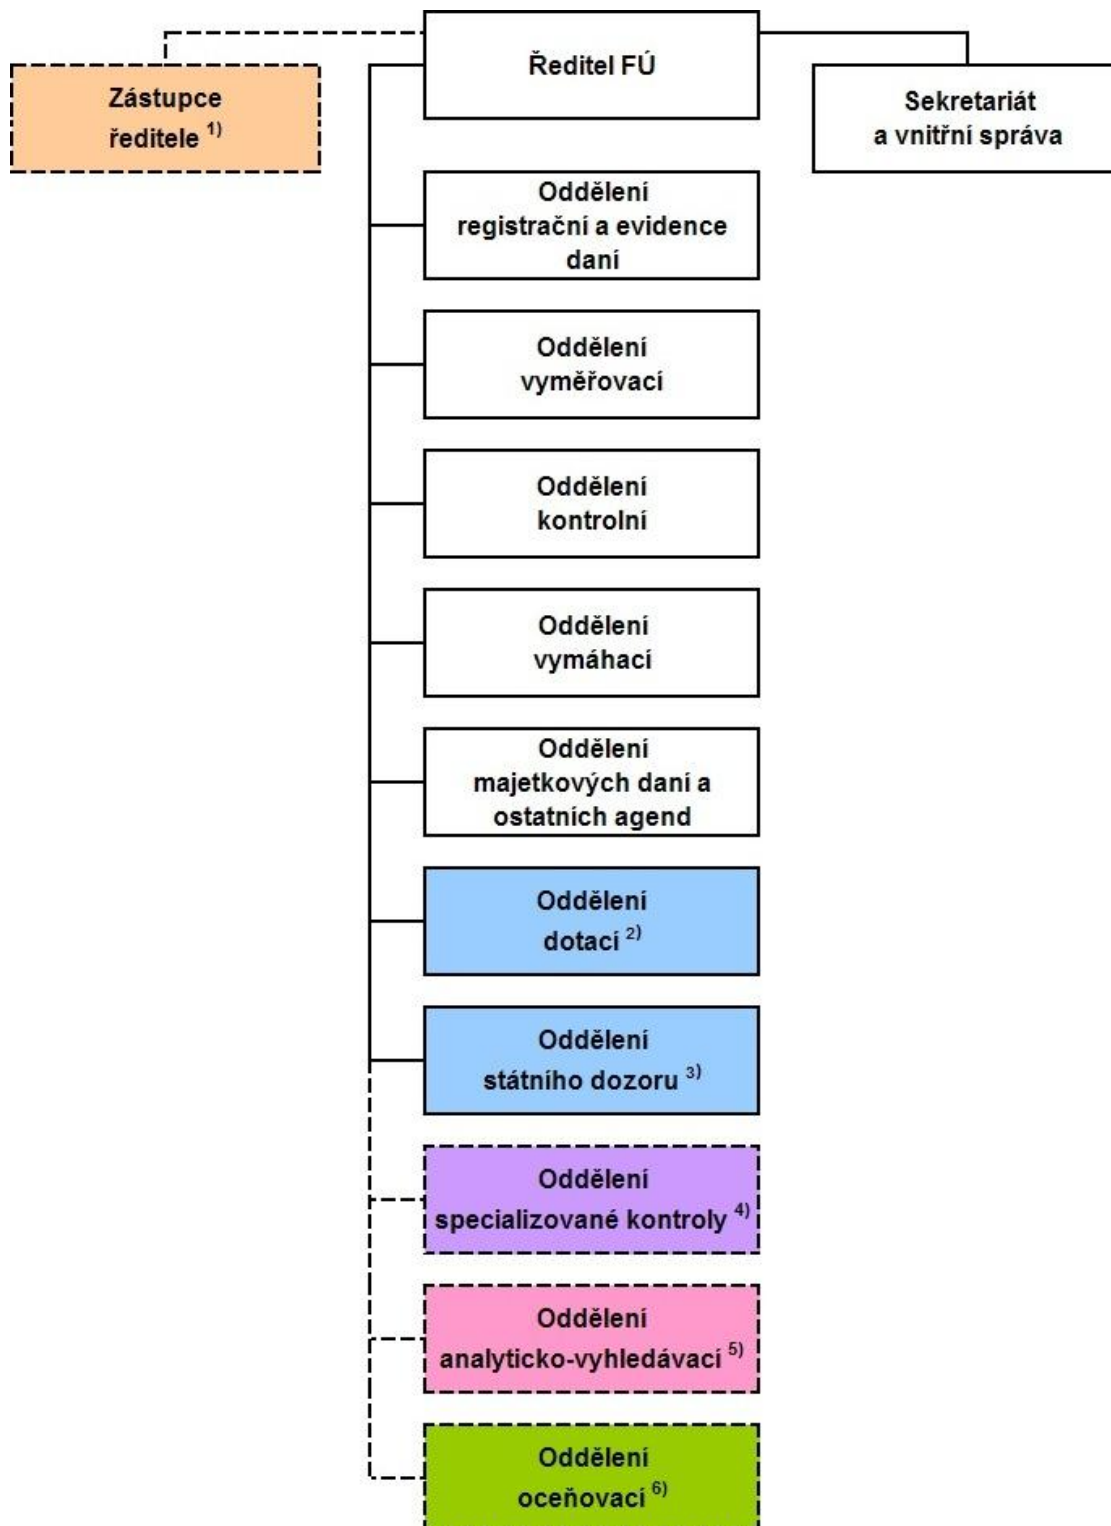 Ředitel FÚ
Zástupce
ředitele 1)
Sekretariát
a vnitřní správa
Oddělení
registrační a evidence
daní
Oddělení
vyměřovací
Oddělení
kontrolní
Oddělení
vymáhací
Oddělení
majetkových daní a
ostatních agend
Oddělení
dotací 2)
Oddělení
státního dozoru 3)
Oddělení
specializované kontroly 4)
Oddělení
analyticko-vyhledávací 5)
Oddělení
oceňovací 6)